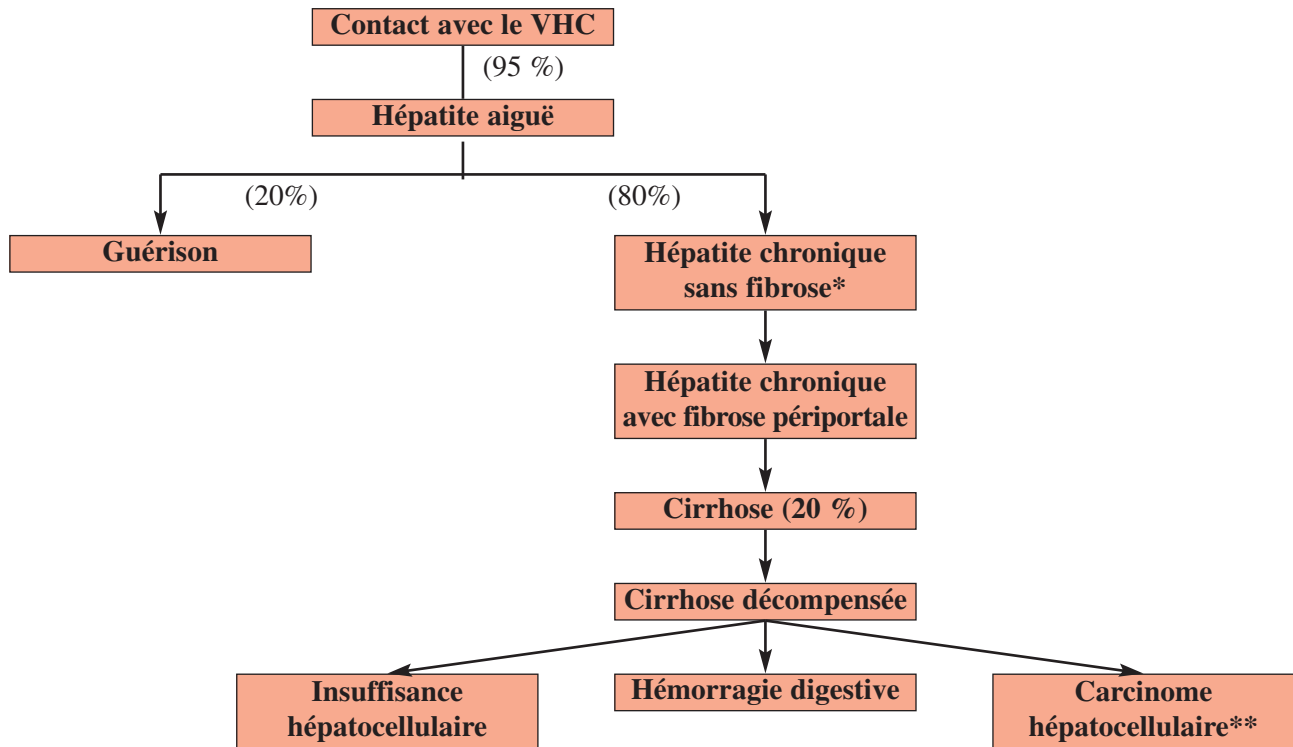 Contact avec le VHC
(95 %)
Hépatite aiguë
(20%)
(80%)
Guérison
Hépatite chronique
sans fibrose*
Hépatite chronique
avec fibrose périportale
Cirrhose (20 %)
Cirrhose décompensée
Insuffisance
hépatocellulaire
Hémorragie digestive
Carcinome
hépatocellulaire**